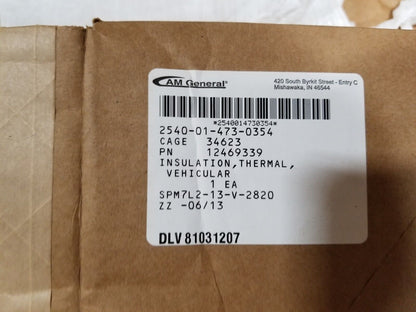 AM General®
420 South Byrkit Street - Entry C
Mishawaka, IN 46544
*2540014730354*
2540-01-473-0354
CAGE 34623
PN 12469339
INSULATION,THERMAL,
VEHICULAR
1 EA
SPM7L2-13-V-2820
ZZ -06/13
DLV 81031207